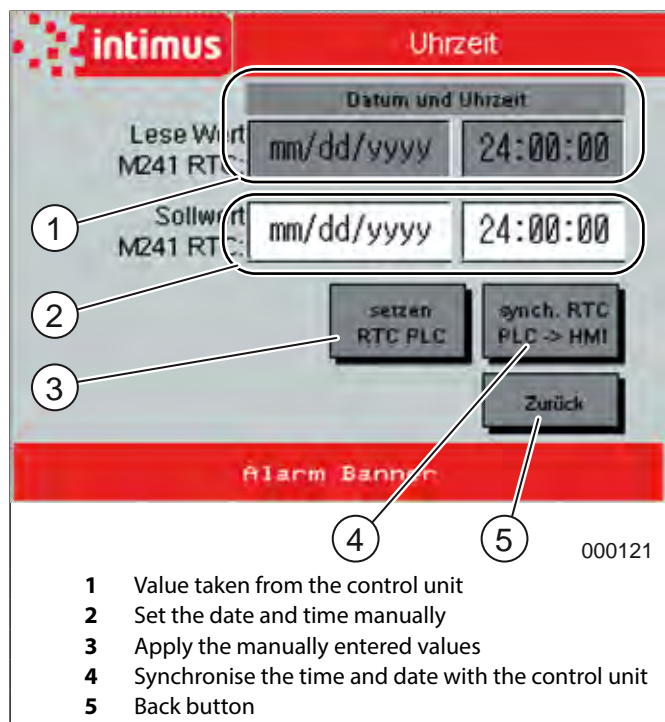 intimus
Uhrzeit
Datum und Uhrzeit
Lese Wert
M241 RTC:
mm/dd/yyyy 24:00:00
1
Sollwert
M241 RTC:
mm/dd/yyyy 24:00:00
2
setzen
RTC PLC
synch. RTC
PLC -> HMI
3
Zurück
Alarm Banner
4 5
000121
1 Value taken from the control unit
2 Set the date and time manually
3 Apply the manually entered values
4 Synchronise the time and date with the control unit
5 Back button